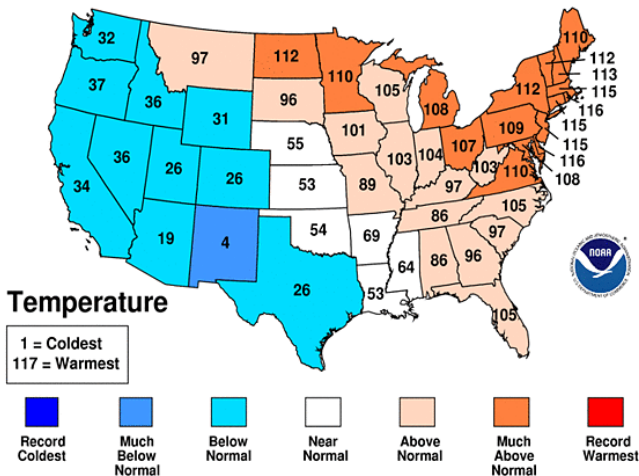 32
97
112
110
110
112
113
115
116
115
115
116
108
37
36
31
96
105
108
112
109
107
110
103
34
36
26
26
55
101
103
104
53
89
97
105
19
4
54
69
86
97
26
53
64
86
96
105
NOAA
Temperature
1 = Coldest
117 = Warmest
Record
Coldest
Much
Below
Normal
Below
Normal
Near
Normal
Above
Normal
Much
Above
Normal
Record
Warmest